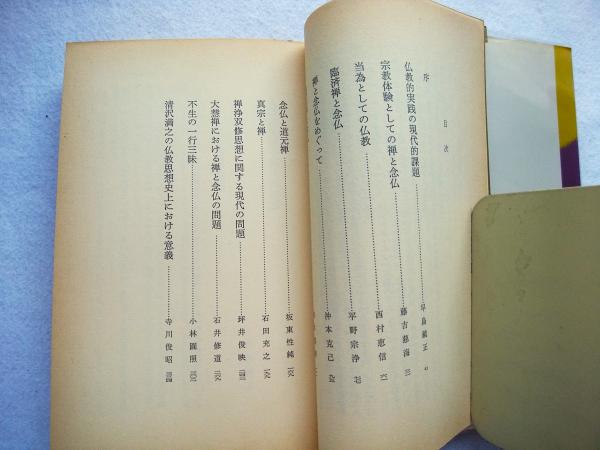 目次
序
仏教的実践の現代的課題
宗教体験としての禅と念仏 藤吉慈海
当為としての仏教 西村恵信
臨済禅と念仏 平野宗浄
禅と念仏をめぐって 沖本克己
念仏と道元禅 坂東性純
真宗と禅 石田充之
禅浄双修思想に関する現代の問題 坪井俊映
大慧禅における禅と念仏の問題 石井修道
不生の一行三昧 小林圓照
清沢満之の仏教思想史上における意義 寺川俊昭